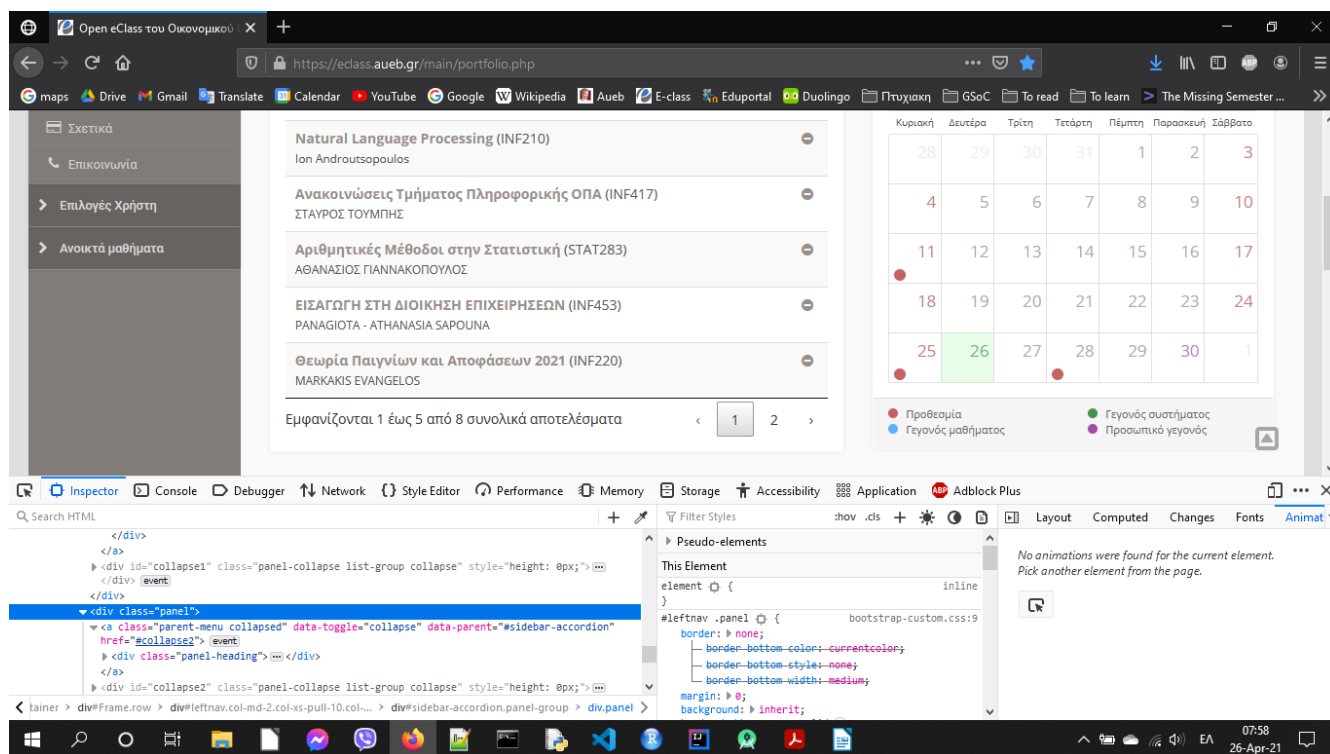 Open eClass του Οικονομικού
https://eclass.aueb.gr/main/portfolio.php
maps Drive Gmail Translate Calendar YouTube Google Wikipedia Aueb E-class Eduportal Duolingo Πτυχιακη GSoC To read To learn The Missing Semester ...
Σχετικά
Επικοινωνία
Επιλογές Χρήστη
Ανοικτά μαθήματα
Natural Language Processing (INF210)
Ion Androutsopoulos
Ανακοινώσεις Τμήματος Πληροφορικής ΟΠΑ (INF417)
ΣΤΑΥΡΟΣ ΤΟΥΜΠΗΣ
Αριθμητικές Μέθοδοι στην Στατιστική (STAT283)
ΑΘΑΝΑΣΙΟΣ ΓΙΑΝΝΑΚΟΠΟΥΛΟΣ
ΕΙΣΑΓΩΓΗ ΣΤΗ ΔΙΟΙΚΗΣΗ ΕΠΙΧΕΙΡΗΣΕΩΝ (INF453)
PANAGIOTA - ATHANASIA SAPOUNA
Θεωρία Παιγνίων και Αποφάσεων 2021 (INF220)
MARKAKIS EVANGELOS
Εμφανίζονται 1 έως 5 από 8 συνολικά αποτελέσματα ‹ 1 2 ›
Κυριακή Δευτέρα Τρίτη Τετάρτη Πέμπτη Παρασκευή Σάββατο
28 29 30 31 1 2 3
4 5 6 7 8 9 10
11 12 13 14 15 16 17
18 19 20 21 22 23 24
25 26 27 28 29 30 1
Προθεσμία Γεγονός συστήματος
Γεγονός μαθήματος Προσωπικό γεγονός
Inspector Console Debugger Network Style Editor Performance Memory Storage Accessibility Application Adblock Plus
Search HTML
</div>
</a>
<div id="collapse1" class="panel-collapse list-group collapse" style="height: 0px;">
</div> event
</div>
<div class="panel">
<a class="parent-menu collapsed" data-toggle="collapse" data-parent="#sidebar-accordion"
href="#collapse2"> event
<div class="panel-heading"></div>
</a>
<div id="collapse2" class="panel-collapse list-group collapse" style="height: 0px;">
div#Frame.row > div#leftnav.col-md-2.col-xs-pull-10.col-... > div#sidebar-accordion.panel-group > div.panel
Filter Styles :hov .cls
Pseudo-elements
This Element
element { inline
}
#leftnav .panel { bootstrap-custom.css:9
border: none;
border-bottom-color: currentcolor;
border-bottom-style: none;
border-bottom-width: medium;
margin: 0;
background: inherit;
Layout Computed Changes Fonts Animat
No animations were found for the current element.
Pick another element from the page.
ΕΛ
07:58
26-Apr-21